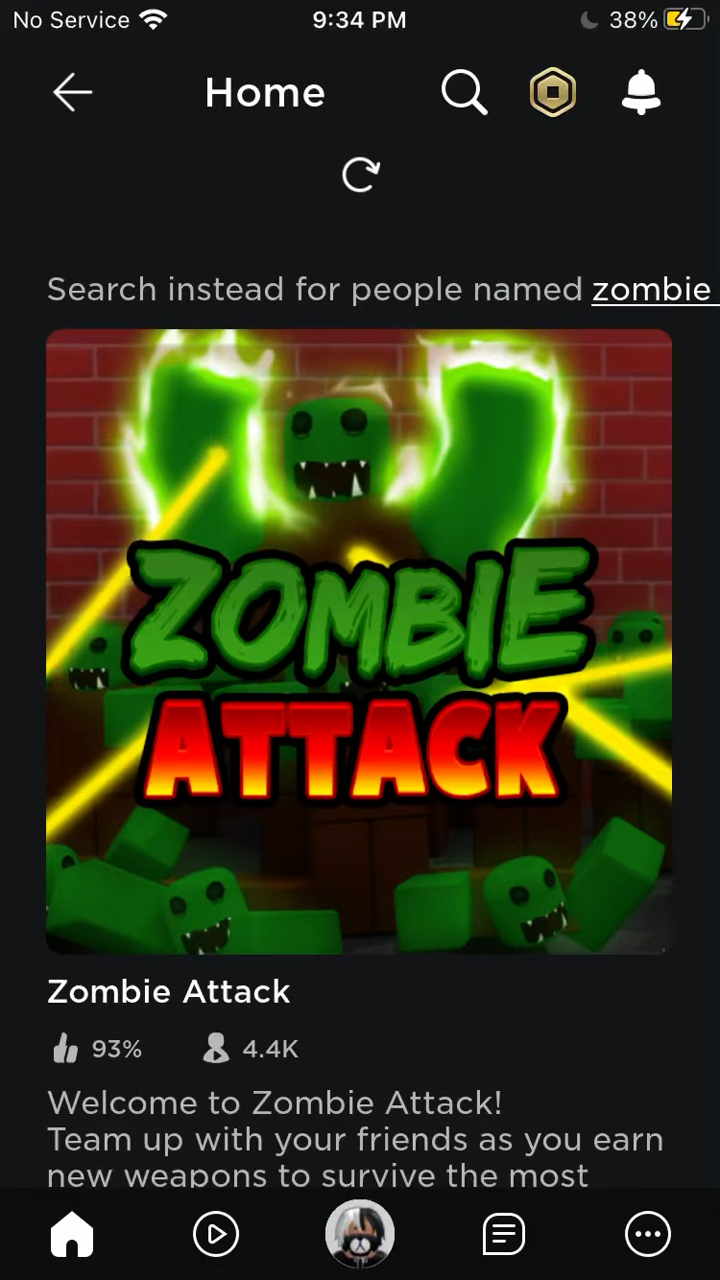 No Service 9:34 PM 38%
Home
Search instead for people named zombie
ZOMBIE
ATTACK
Zombie Attack
93% 4.4K
Welcome to Zombie Attack!
Team up with your friends as you earn
new weapons to survive the most